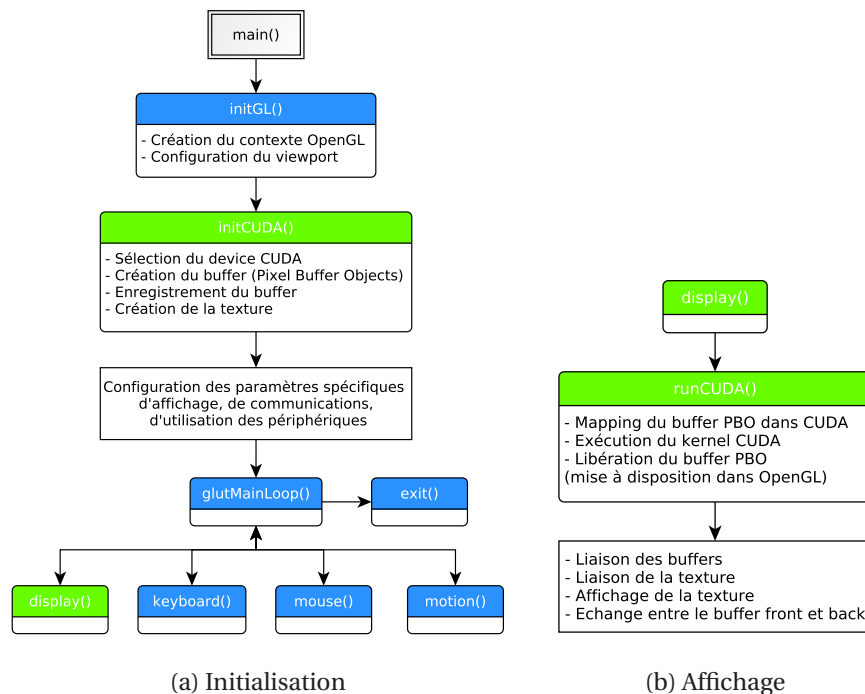 main()
initGL()
- Création du contexte OpenGL
- Configuration du viewport
initCUDA()
- Sélection du device CUDA
- Création du buffer (Pixel Buffer Objects)
- Enregistrement du buffer
- Création de la texture
Configuration des paramètres spécifiques
d'affichage, de communications,
d'utilisation des périphériques
glutMainLoop()
exit()
display()
keyboard()
mouse()
motion()
(a) Initialisation
display()
runCUDA()
- Mapping du buffer PBO dans CUDA
- Exécution du kernel CUDA
- Libération du buffer PBO
(mise à disposition dans OpenGL)
- Liaison des buffers
- Liaison de la texture
- Affichage de la texture
- Echange entre le buffer front et back
(b) Affichage